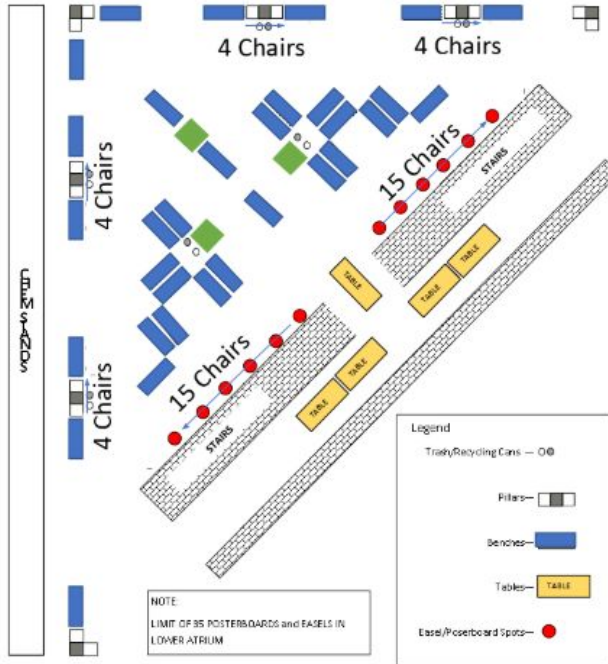 4 Chairs
4 Chairs
4 Chairs
15 Chairs
STAIRS
TABLE
TABLE
TABLE
4 Chairs
15 Chairs
STAIRS
TABLE
TABLE
Legend
Trash/Recycling Cans
Pillars
Benches
Tables
TABLE
Easel/Poserboard Spots
NOTE:
LIMIT OF 35 POSTERBOARDS and EASELS IN
LOWER ATRIUM